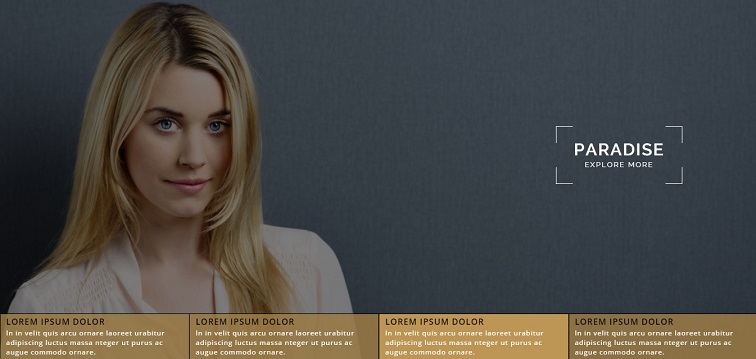 PARADISE
EXPLORE MORE
LOREM IPSUM DOLOR
In in velit quis arcu ornare laoreet urabitur
adipiscing luctus massa nteger ut purus ac
augue commodo ornare.
LOREM IPSUM DOLOR
In in velit quis arcu ornare laoreet urabitur
adipiscing luctus massa nteger ut purus ac
augue commodo ornare.
LOREM IPSUM DOLOR
In in velit quis arcu ornare laoreet urabitur
adipiscing luctus massa nteger ut purus ac
augue commodo ornare.
LOREM IPSUM DOLOR
In in velit quis arcu ornare laoreet urabitur
adipiscing luctus massa nteger ut purus ac
augue commodo ornare.